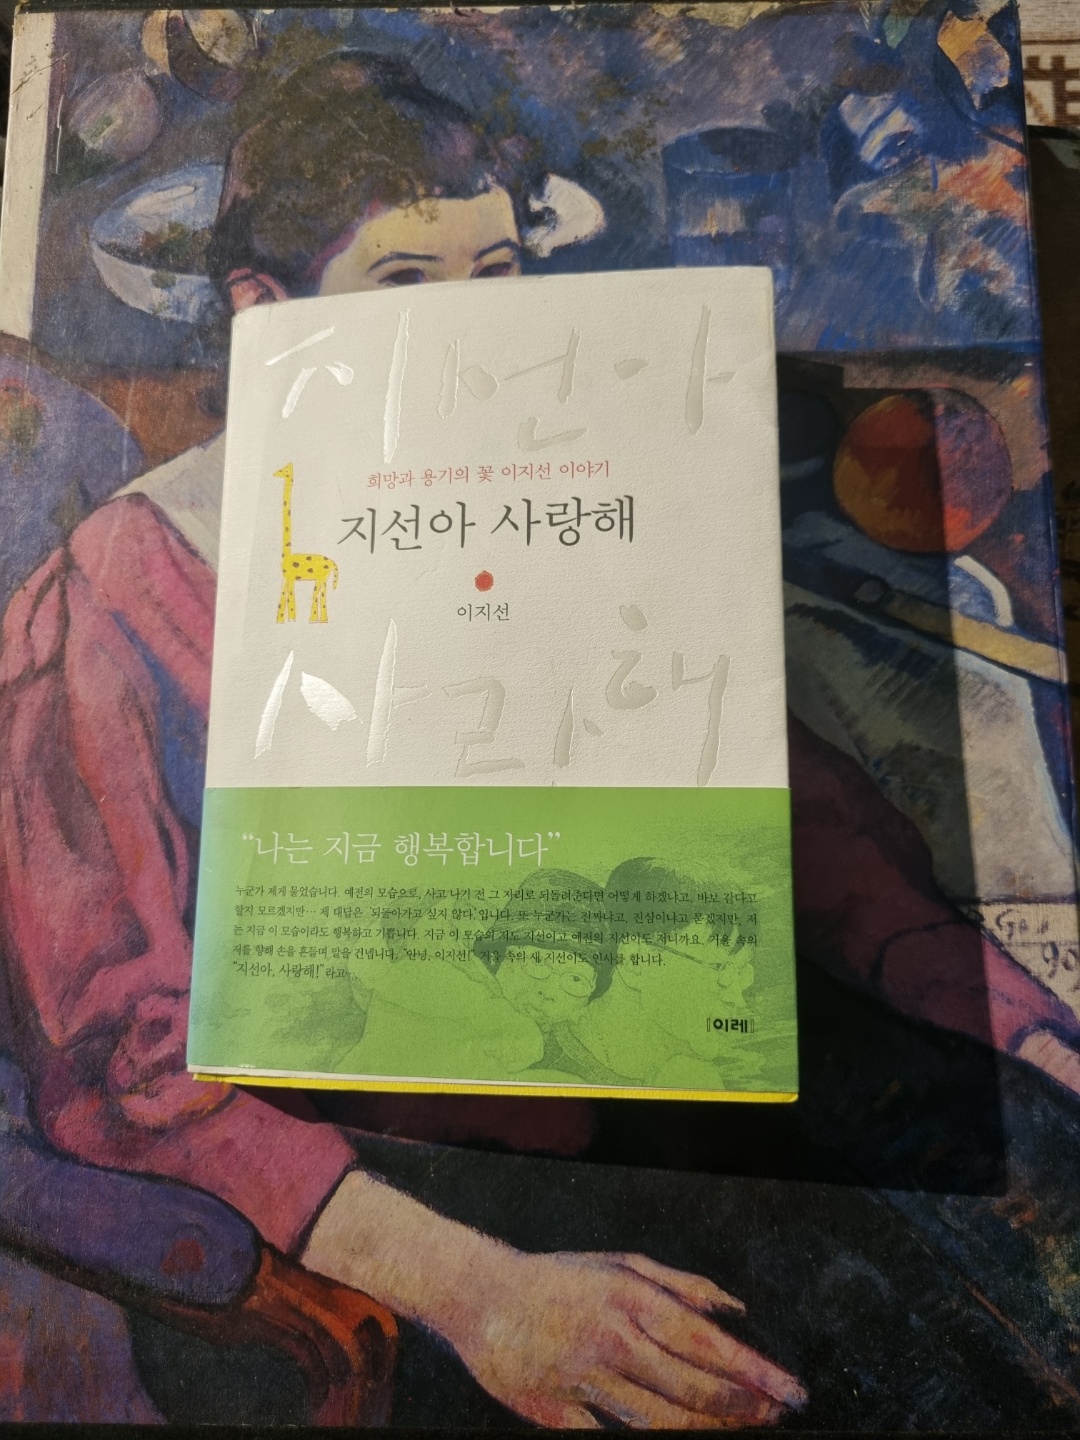 지선아
희망과 용기의 꽃 이지선 이야기
지선아 사랑해
이지선
사랑해
“나는 지금 행복합니다”
누군가 제게 물었습니다. 예전의 모습으로, 사고 나기 전 그 자리로 되돌려준다면 어떻게 하겠냐고. 바보 같다고
할지 모르겠지만… 제 대답은 ‘되돌아가고 싶지 않다’입니다. 또 누군가는 진짜냐고, 진심이냐고 묻겠지만, 저
는 지금 이 모습이라도 행복하고 기쁩니다. 지금 이 모습의 저도 지선이고 예전의 지선이도 저니까요. 거울 속의
저를 향해 손을 흔들며 말을 건넵니다. “안녕, 이지선!” 거울 속의 새 지선이도 인사를 합니다.
“지선아, 사랑해!”라고…
이레